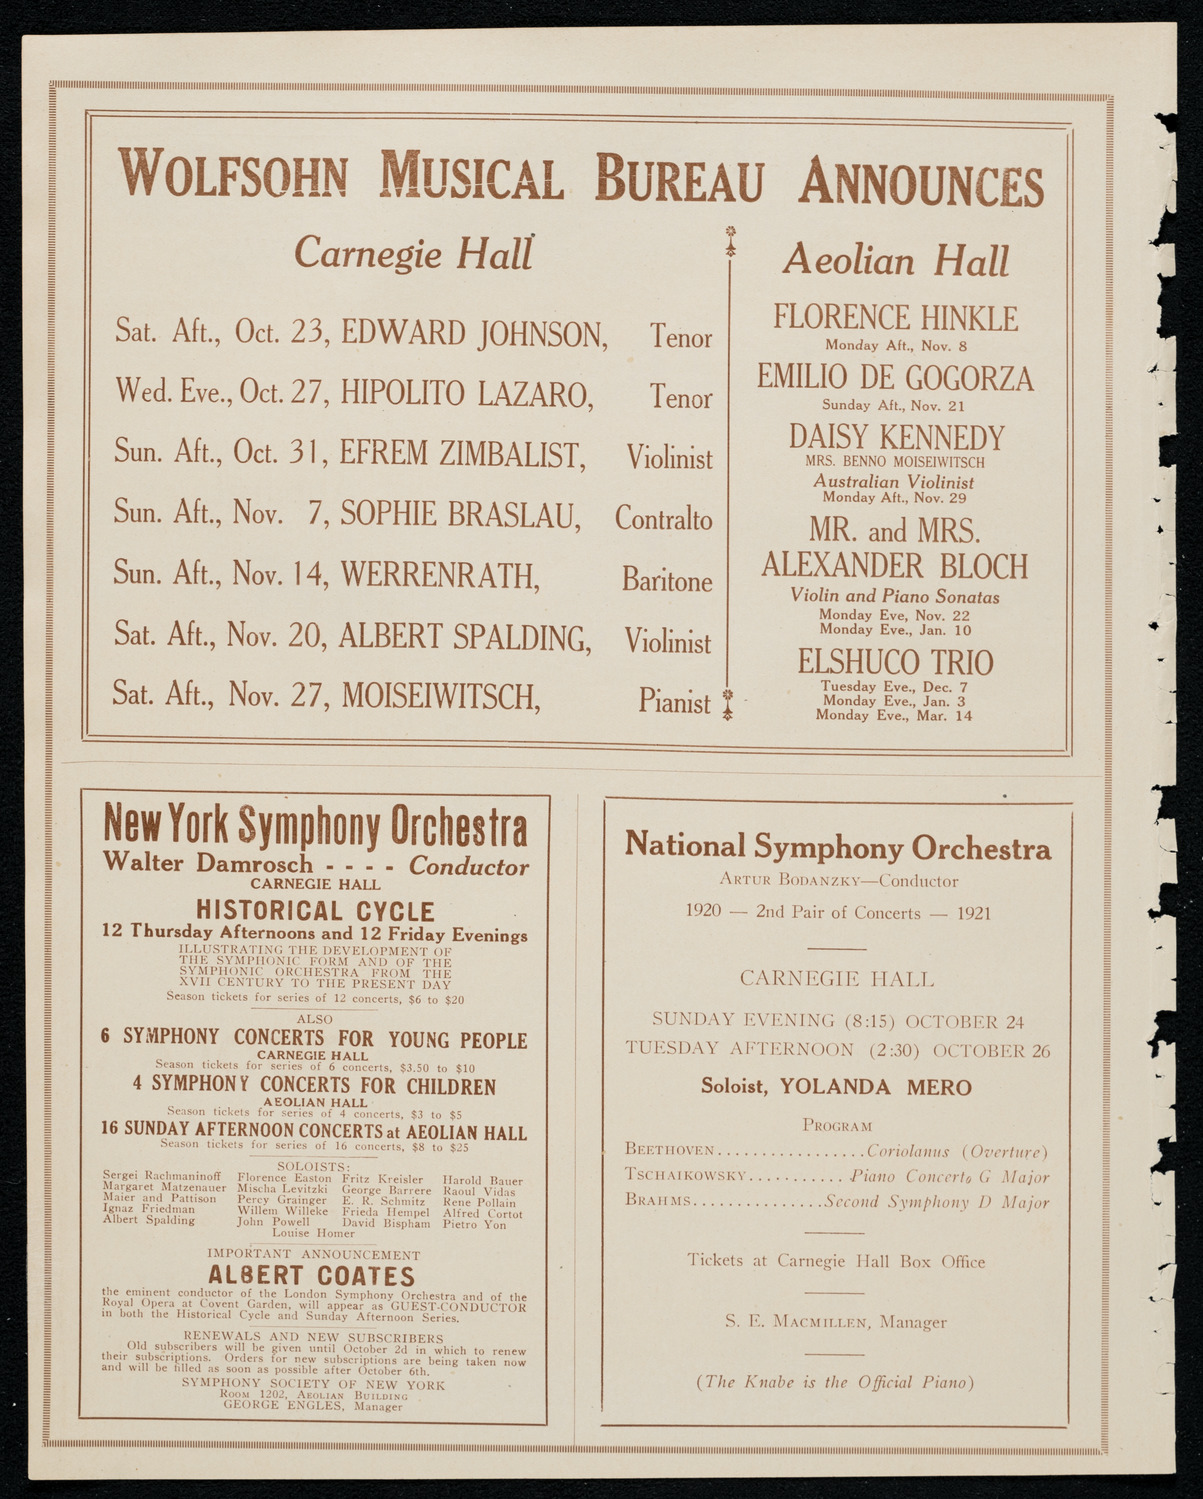 WOLFSOHN MUSICAL BUREAU ANNOUNCES
Carnegie Hall
Sat. Aft., Oct. 23, EDWARD JOHNSON, Tenor
Wed. Eve., Oct. 27, HIPOLITO LAZARO, Tenor
Sun. Aft., Oct. 31, EFREM ZIMBALIST, Violinist
Sun. Aft., Nov. 7, SOPHIE BRASLAU, Contralto
Sun. Aft., Nov. 14, WERRENRATH, Baritone
Sat. Aft., Nov. 20, ALBERT SPALDING, Violinist
Sat. Aft., Nov. 27, MOISEIWITSCH, Pianist
Aeolian Hall
FLORENCE HINKLE
Monday Aft., Nov. 8
EMILIO DE GOGORZA
Sunday Aft., Nov. 21
DAISY KENNEDY
MRS. BENNO MOISEIWITSCH
Australian Violinist
Monday Aft., Nov. 29
MR. and MRS.
ALEXANDER BLOCH
Violin and Piano Sonatas
Monday Eve, Nov. 22
Monday Eve., Jan. 10
ELSHUCO TRIO
Tuesday Eve., Dec. 7
Monday Eve., Jan. 3
Monday Eve., Mar. 14
New York Symphony Orchestra
Walter Damrosch - - - - Conductor
CARNEGIE HALL
HISTORICAL CYCLE
12 Thursday Afternoons and 12 Friday Evenings
ILLUSTRATING THE DEVELOPMENT OF
THE SYMPHONIC FORM AND OF THE
SYMPHONIC ORCHESTRA FROM THE
XVII CENTURY TO THE PRESENT DAY
Season tickets for series of 12 concerts, $6 to $20
ALSO
6 SYMPHONY CONCERTS FOR YOUNG PEOPLE
CARNEGIE HALL
Season tickets for series of 6 concerts, $3.50 to $10
4 SYMPHONY CONCERTS FOR CHILDREN
AEOLIAN HALL
Season tickets for series of 4 concerts, $3 to $5
16 SUNDAY AFTERNOON CONCERTS at AEOLIAN HALL
Season tickets for series of 16 concerts, $8 to $25
SOLOISTS:
Sergei Rachmaninoff Florence Easton Fritz Kreisler Harold Bauer
Margaret Matzenauer Mischa Levitzki George Barrere Raoul Vidas
Maier and Pattison Percy Grainger E. R. Schmitz Rene Pollain
Ignaz Friedman Willem Willeke Frieda Hempel Alfred Cortot
Albert Spalding John Powell David Bispham Pietro Yon
Louise Homer
IMPORTANT ANNOUNCEMENT
ALBERT COATES
the eminent conductor of the London Symphony Orchestra and of the
Royal Opera at Covent Garden, will appear as GUEST-CONDUCTOR
in both the Historical Cycle and Sunday Afternoon Series.
RENEWALS AND NEW SUBSCRIBERS
Old subscribers will be given until October 2d in which to renew
their subscriptions. Orders for new subscriptions are being taken now
and will be filled as soon as possible after October 6th.
SYMPHONY SOCIETY OF NEW YORK
ROOM 1202, AEOLIAN BUILDING
GEORGE ENGLES, Manager
National Symphony Orchestra
ARTUR BODANZKY—Conductor
1920 — 2nd Pair of Concerts — 1921
CARNEGIE HALL
SUNDAY EVENING (8:15) OCTOBER 24
TUESDAY AFTERNOON (2:30) OCTOBER 26
Soloist, YOLANDA MERO
PROGRAM
BEETHOVEN.................Coriolanus (Overture)
TSCHAIKOWSKY...........Piano Concerto G Major
BRAHMS...............Second Symphony D Major
Tickets at Carnegie Hall Box Office
S. E. MACMILLEN, Manager
(The Knabe is the Official Piano)